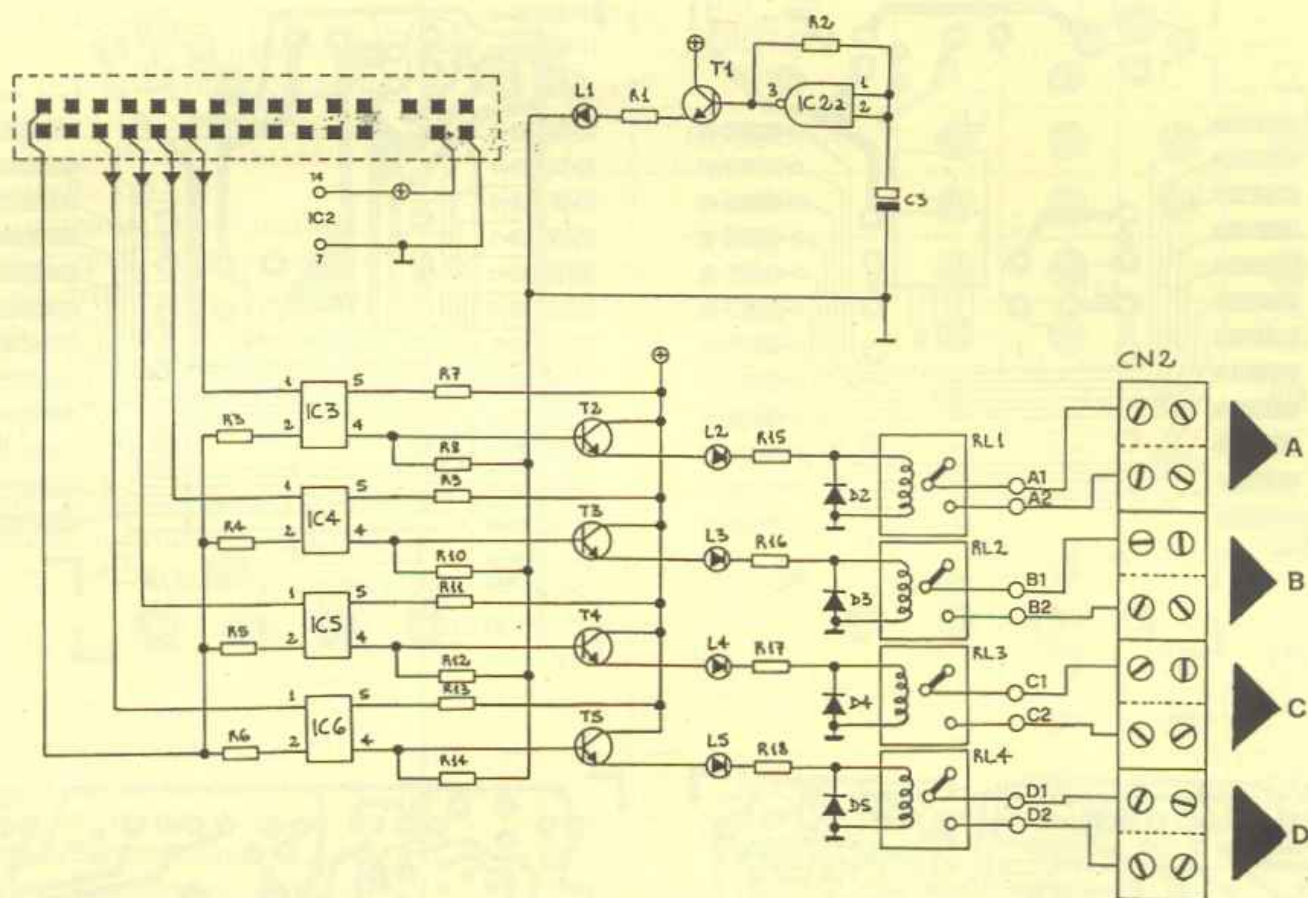 R2
T1
L1
R1
3
IC2a
1
2
C3
14
IC2
7
CN2
1
5
R7
IC3
R3
2
4
T2
L2
R15
RL1
A1
A2
D2
A
R8
R9
1
5
IC4
R4
2
4
T3
L3
R16
RL2
B1
B2
D3
B
R10
R11
1
5
IC5
R5
2
4
T4
L4
R17
RL3
C1
C2
D4
C
R12
R13
1
5
IC6
R6
2
4
T5
L5
R18
RL4
D1
D2
D5
D
R14